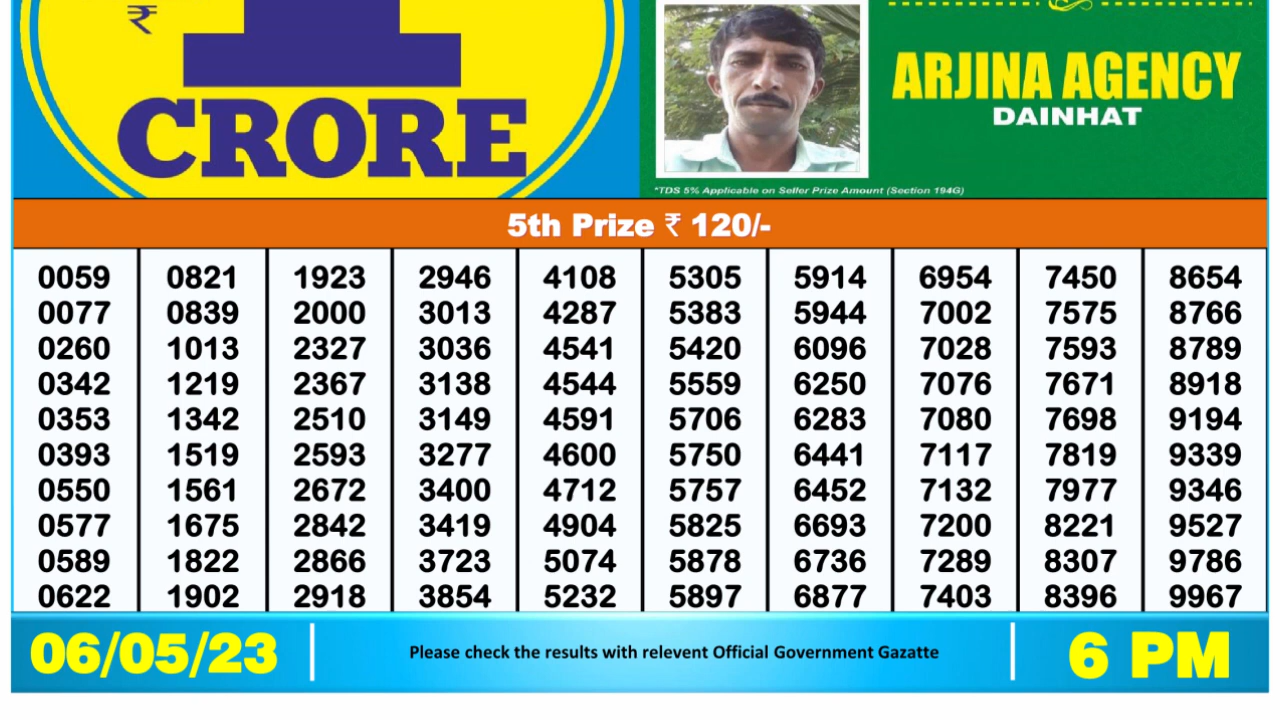 ₹
1
CRORE
ARJINA AGENCY
DAINHAT
*TDS 5% Applicable on Seller Prize Amount (Section 194G)
5th Prize ₹ 120/-
0059 0821 1923 2946 4108 5305 5914 6954 7450 8654
0077 0839 2000 3013 4287 5383 5944 7002 7575 8766
0260 1013 2327 3036 4541 5420 6096 7028 7593 8789
0342 1219 2367 3138 4544 5559 6250 7076 7671 8918
0353 1342 2510 3149 4591 5706 6283 7080 7698 9194
0393 1519 2593 3277 4600 5750 6441 7117 7819 9339
0550 1561 2672 3400 4712 5757 6452 7132 7977 9346
0577 1675 2842 3419 4904 5825 6693 7200 8221 9527
0589 1822 2866 3723 5074 5878 6736 7289 8307 9786
0622 1902 2918 3854 5232 5897 6877 7403 8396 9967
06/05/23
Please check the results with relevent Official Government Gazatte
6 PM